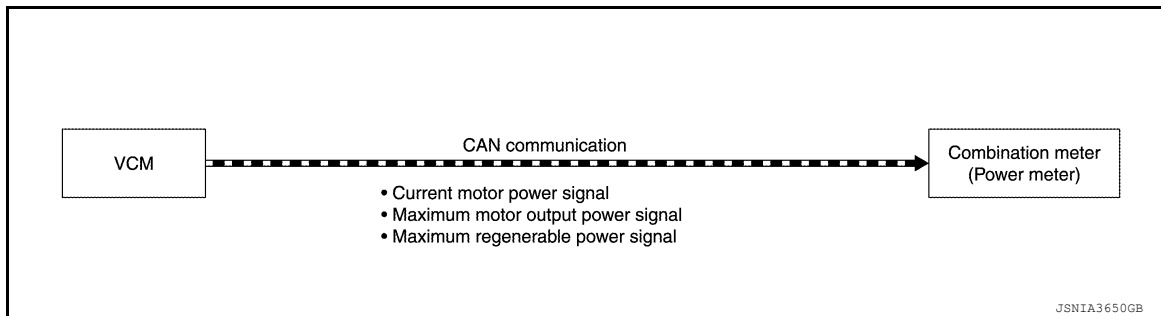 VCM
CAN communication
• Current motor power signal
• Maximum motor output power signal
• Maximum regenerable power signal
Combination meter
(Power meter)
JSNIA3650GB